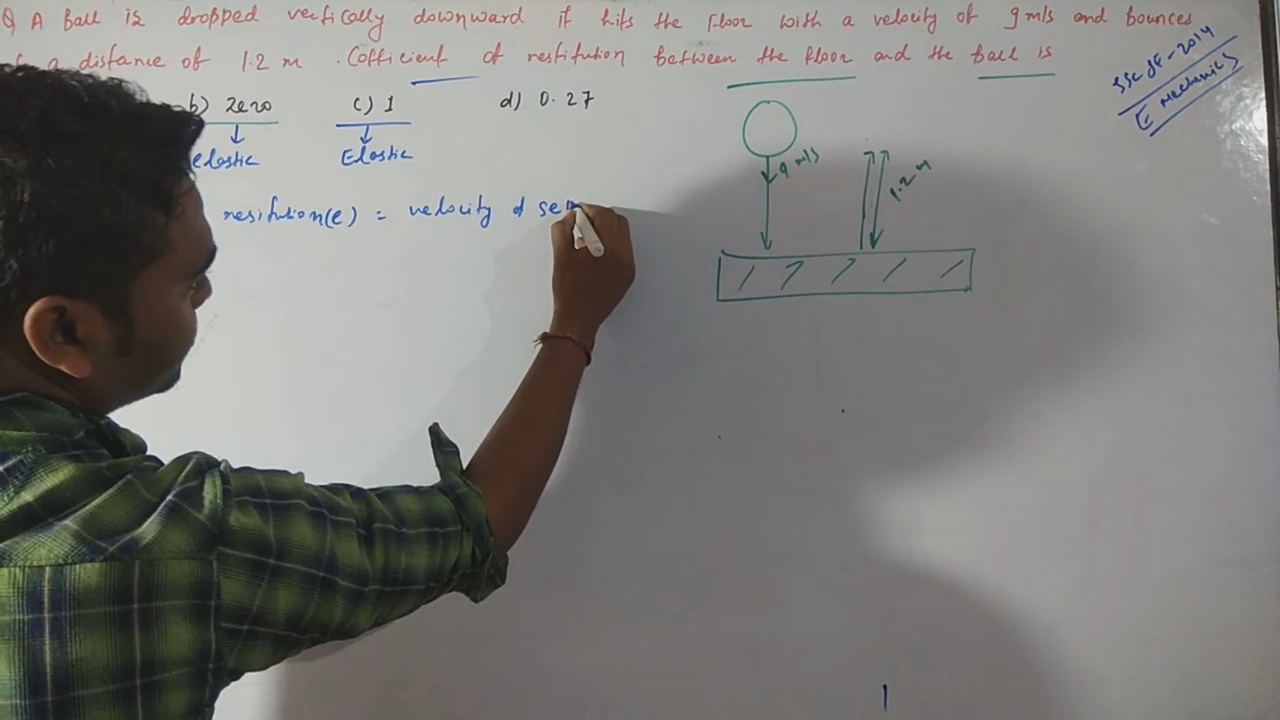 Q A Ball is dropped vertically downward it hits the floor with a velocity of 9 m/s and bounces
a distance of 1.2 m . Cofficient of restitution between the floor and the ball is
SSC JE-2014
(E Mechanics)
b) Zero c) 1 d) 0.27
elastic Elastic
9 m/s
1.2 m
resitution(e) = velocity of se